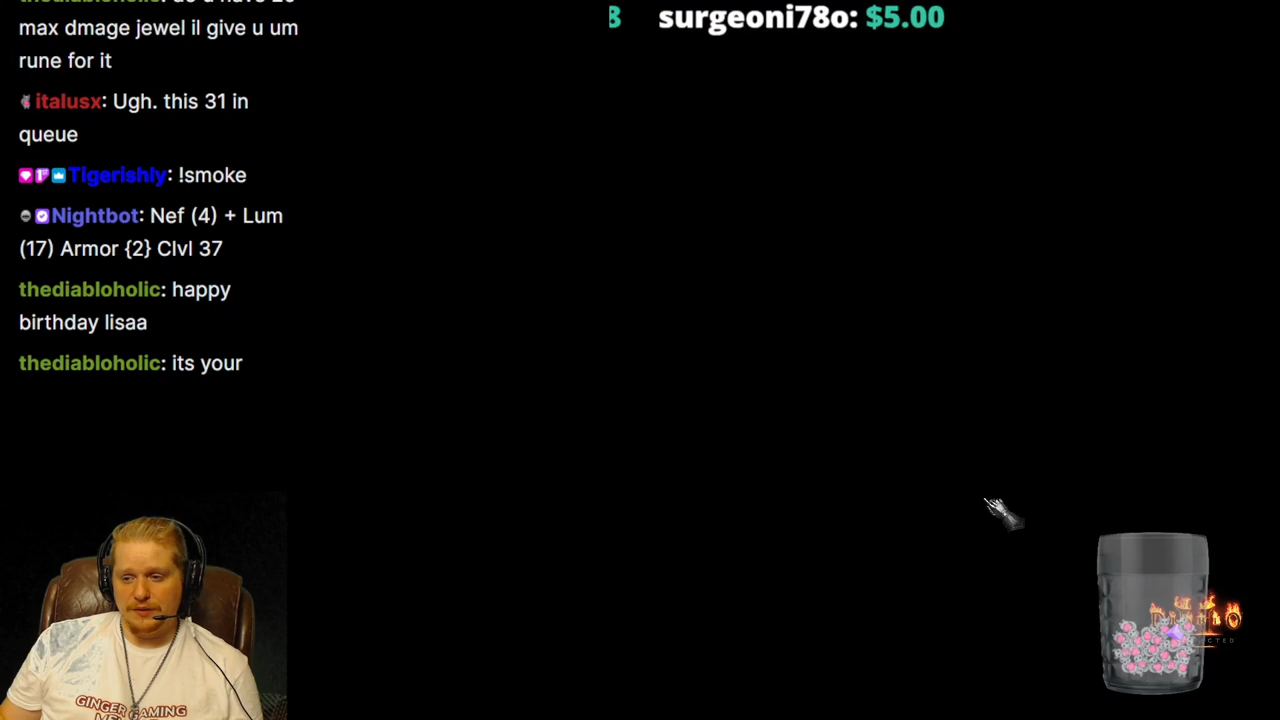 max dmage jewel il give u um
rune for it
italusx: Ugh. this 31 in
queue
Tigerishly: !smoke
Nightbot: Nef (4) + Lum
(17) Armor {2} Clvl 37
thediabloholic: happy
birthday lisaa
thediabloholic: its your
surgeoni78o: $5.00
GINGER GAMING